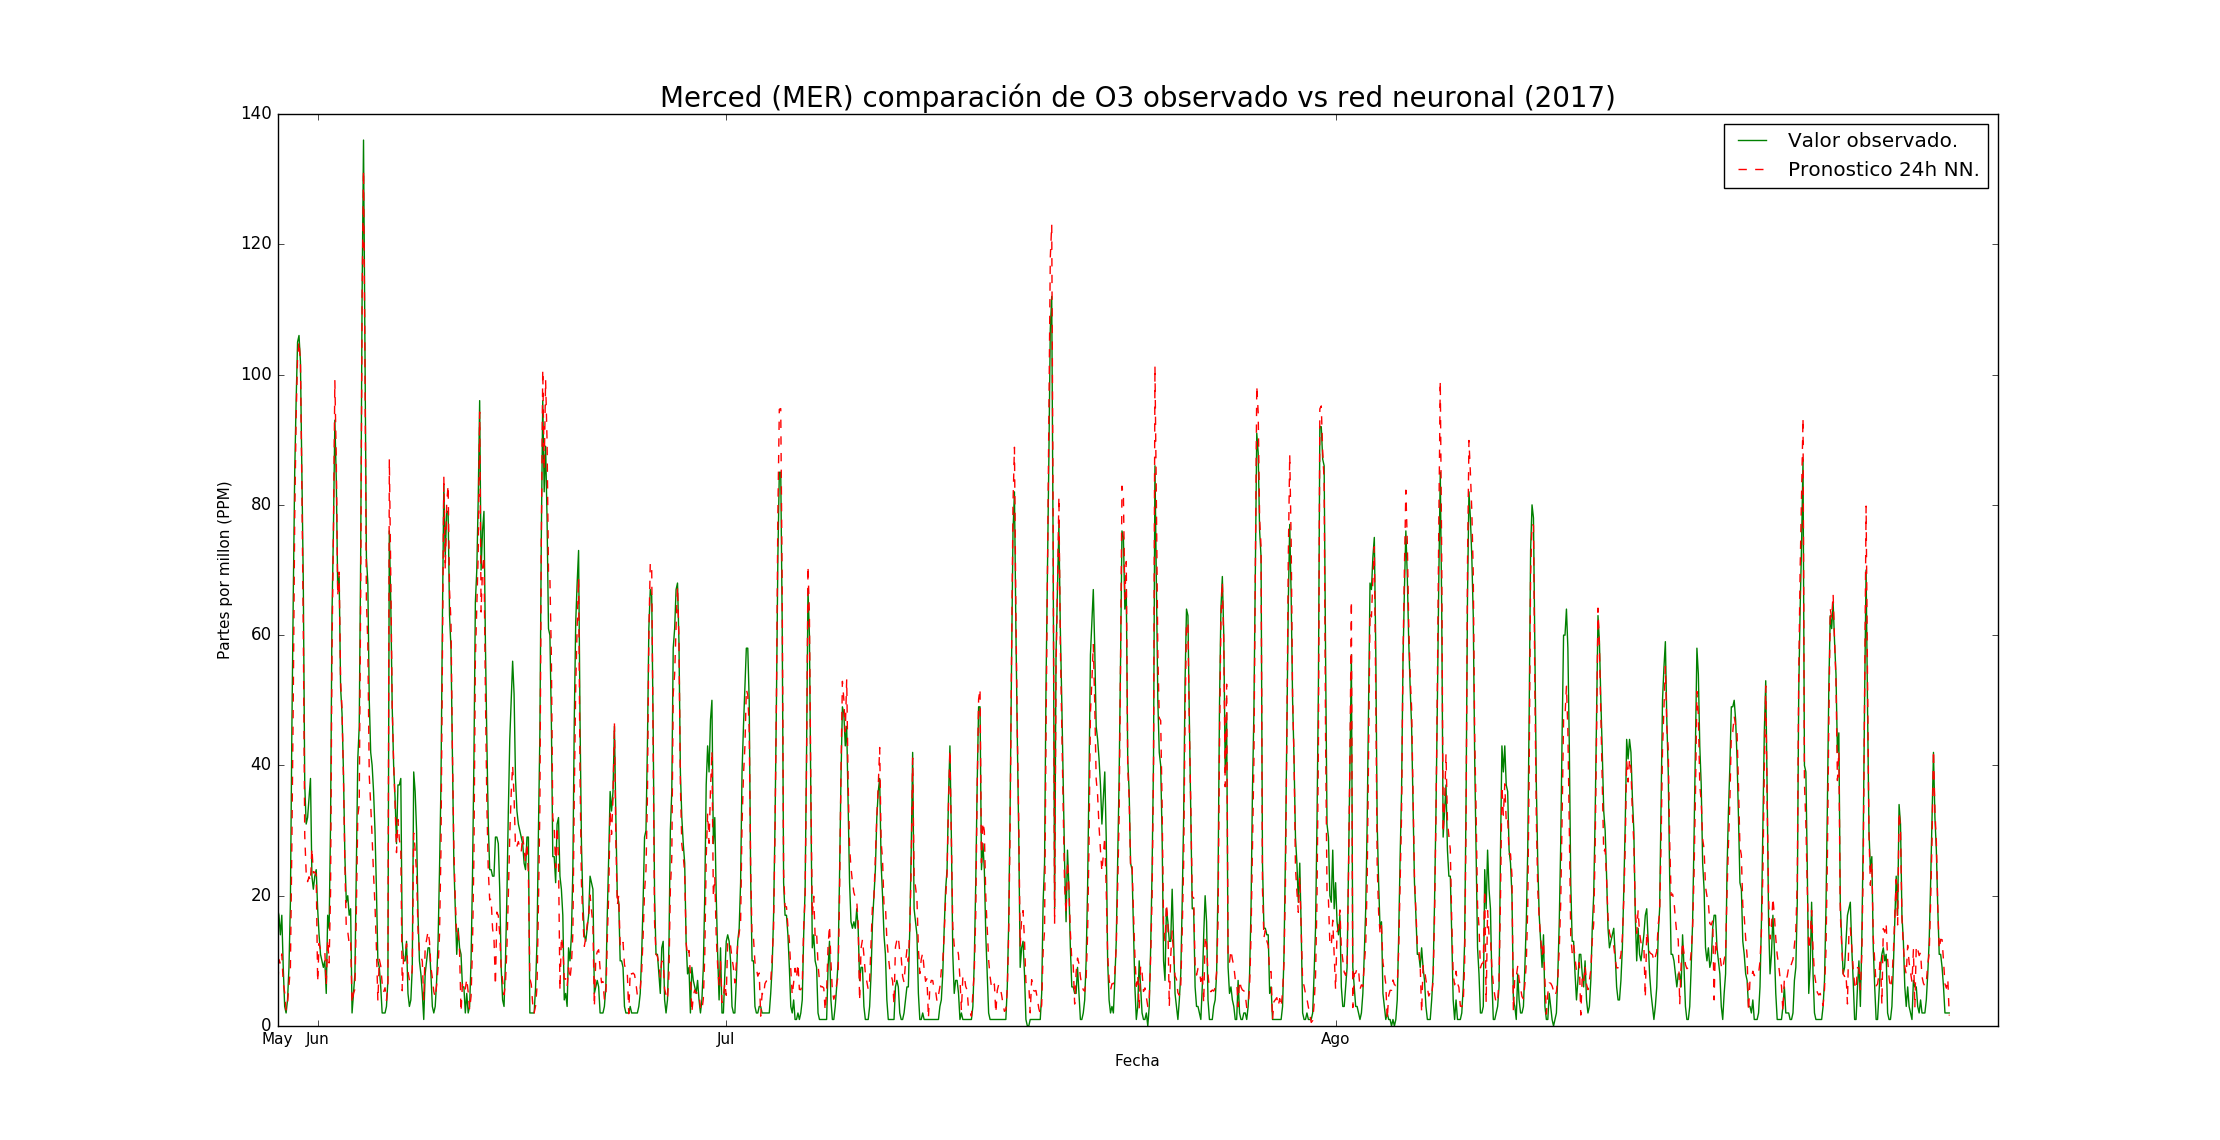 Merced (MER) comparación de O3 observado vs red neuronal (2017)
Valor observado.
Pronostico 24h NN.
Partes por millon (PPM)
140
120
100
80
60
40
20
0
May Jun Jul Ago
Fecha